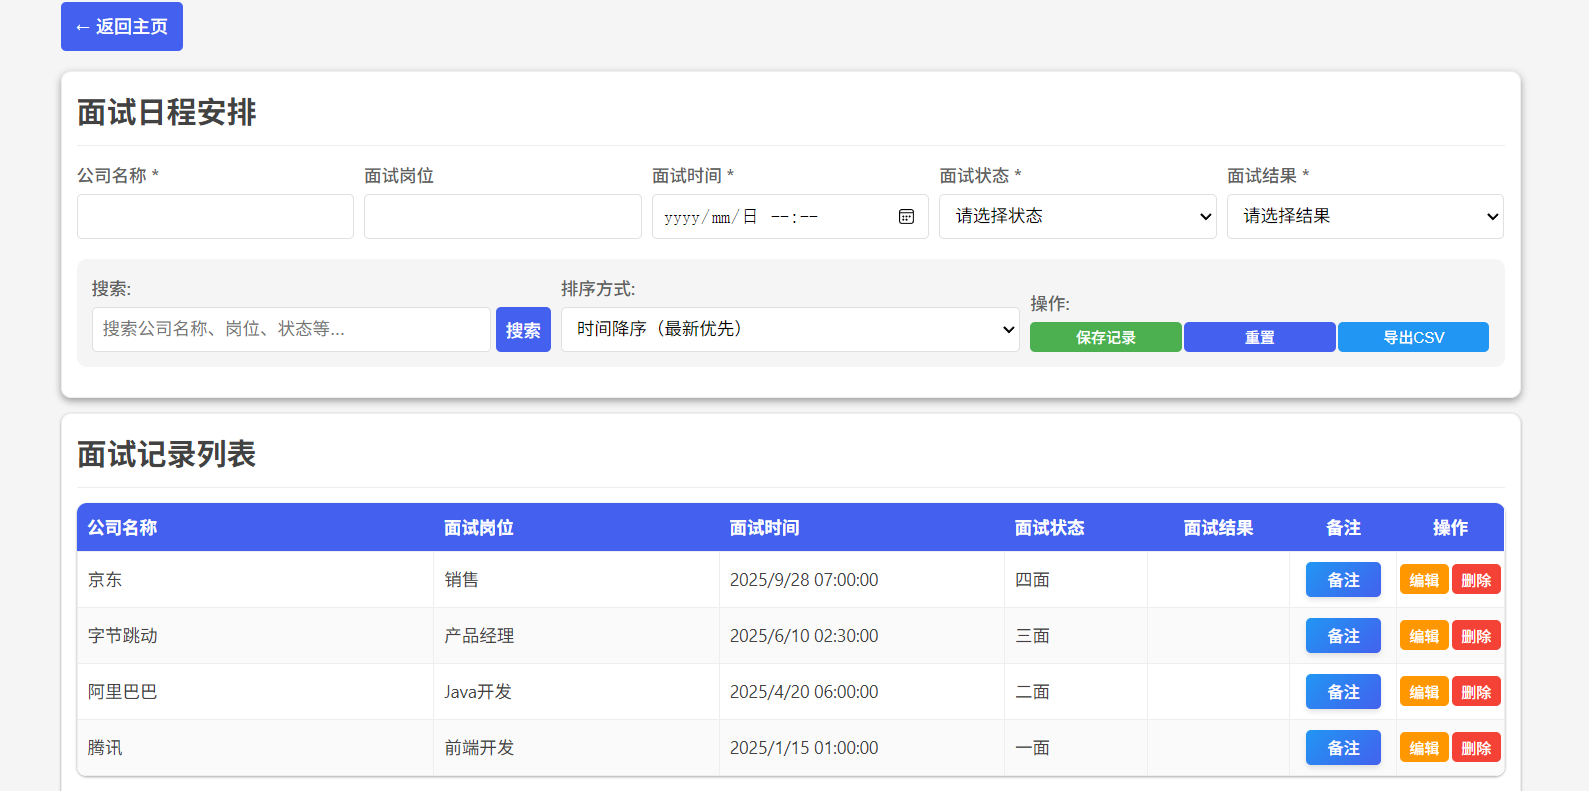 ← 返回主页
面试日程安排
公司名称 * 面试岗位 面试时间 * 面试状态 * 面试结果 *
yyyy/mm/日 --:-- 请选择状态 请选择结果
搜索: 排序方式: 操作:
搜索公司名称、岗位、状态等... 搜索 时间降序（最新优先） 保存记录 重置 导出CSV
面试记录列表
公司名称 面试岗位 面试时间 面试状态 面试结果 备注 操作
京东 销售 2025/9/28 07:00:00 四面 备注 编辑 删除
字节跳动 产品经理 2025/6/10 02:30:00 三面 备注 编辑 删除
阿里巴巴 Java开发 2025/4/20 06:00:00 二面 备注 编辑 删除
腾讯 前端开发 2025/1/15 01:00:00 一面 备注 编辑 删除